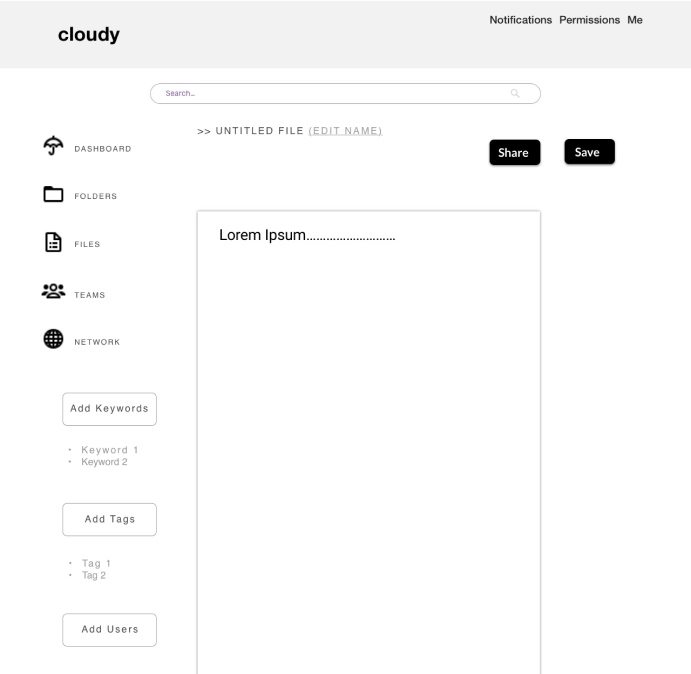 cloudy
Notifications Permissions Me
Search...
>> UNTITLED FILE (EDIT NAME)
Share
Save
DASHBOARD
FOLDERS
FILES
TEAMS
NETWORK
Lorem Ipsum...........................
Add Keywords
• Keyword 1
• Keyword 2
Add Tags
• Tag 1
• Tag 2
Add Users